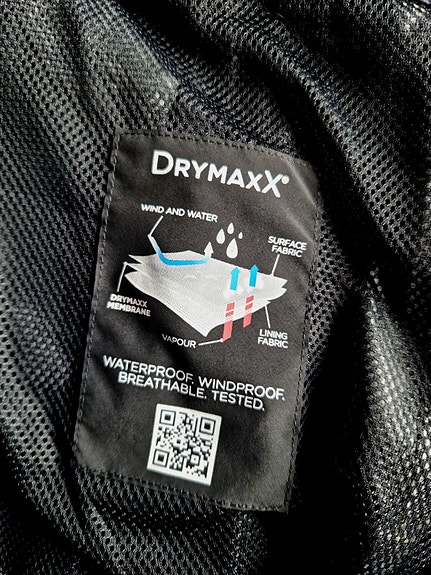 DRYMAXX®
WIND AND WATER
SURFACE
FABRIC
DRYMAXX
MEMBRANE
VAPOUR
LINING
FABRIC
WATERPROOF. WINDPROOF.
BREATHABLE. TESTED.